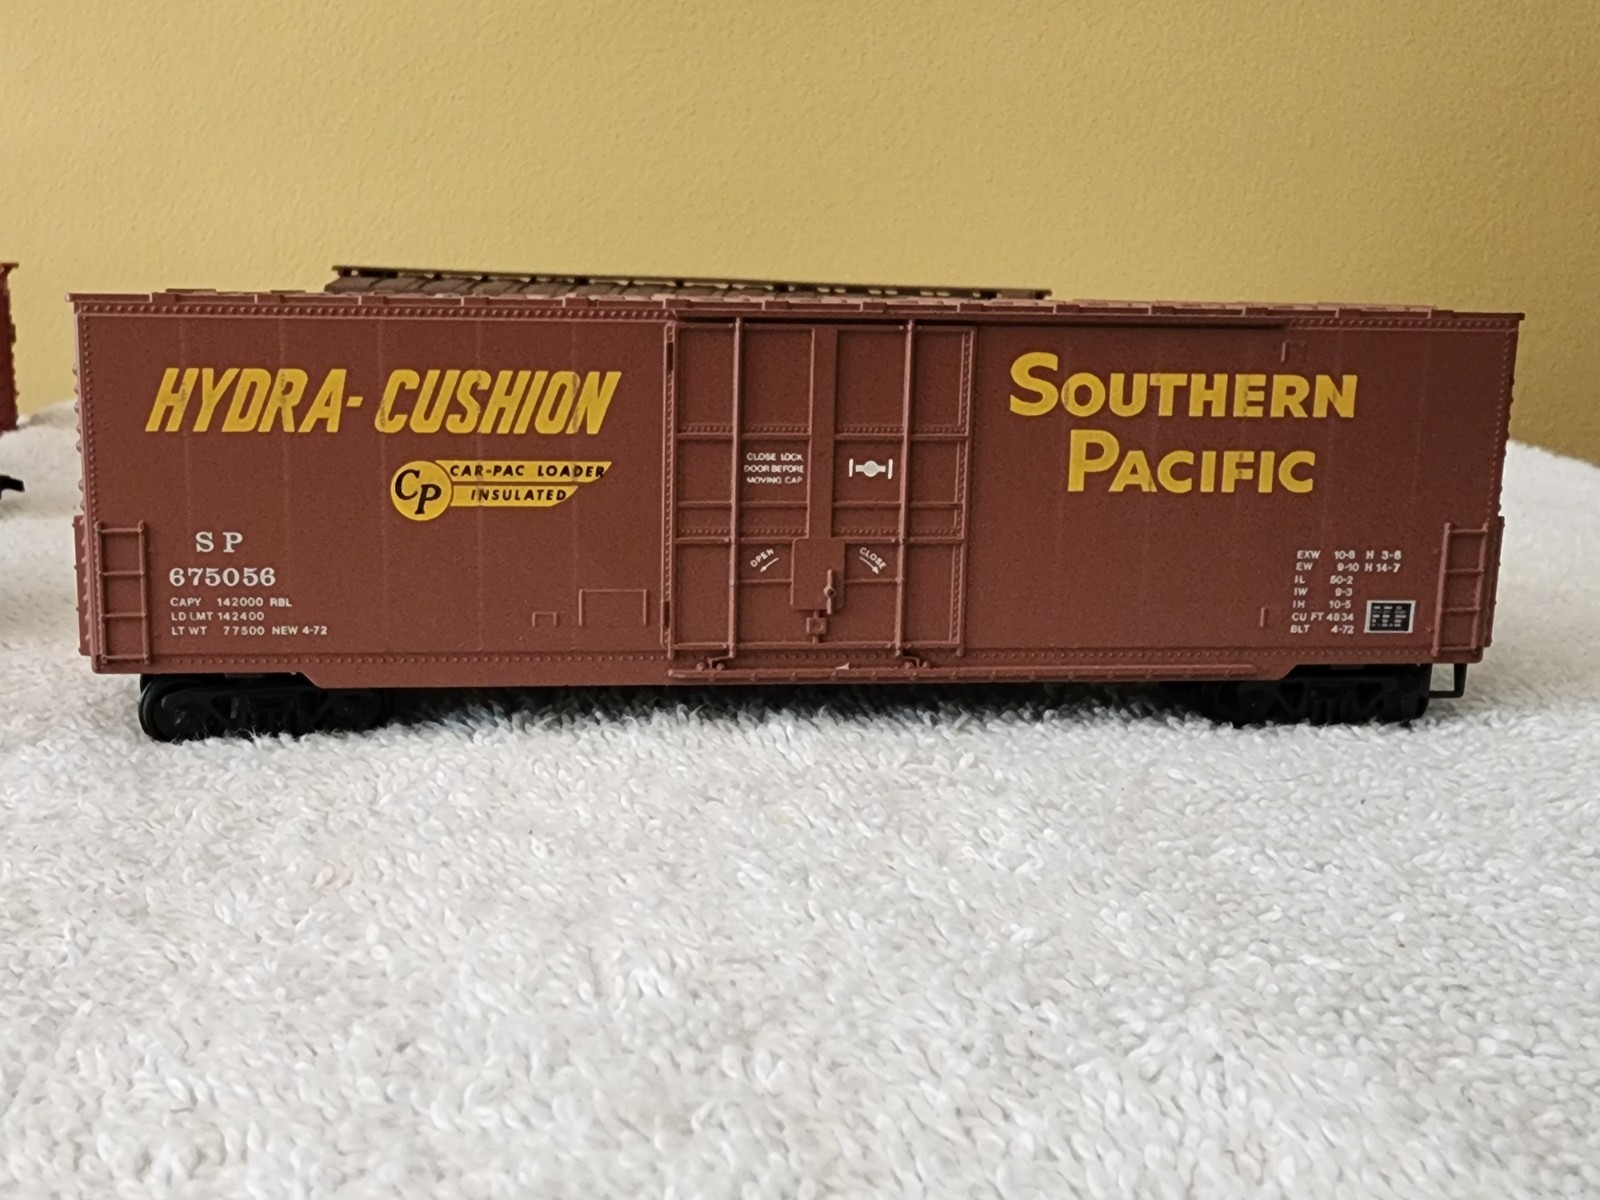 HYDRA-CUSHION
CP
CAR-PAC LOADER
INSULATED
SP
675056
CAPY 142000 RBL
LD LMT 142400
LT WT 77500 NEW 4-72
CLOSE LOCK
DOOR BEFORE
MOVING CAR
OPEN
CLOSE
SOUTHERN
PACIFIC
EXW 10-8 H 3-8
EW 9-10 H 14-7
IL 50-2
IW 9-3
IH 10-5
CU FT 4834
BLT 4-72